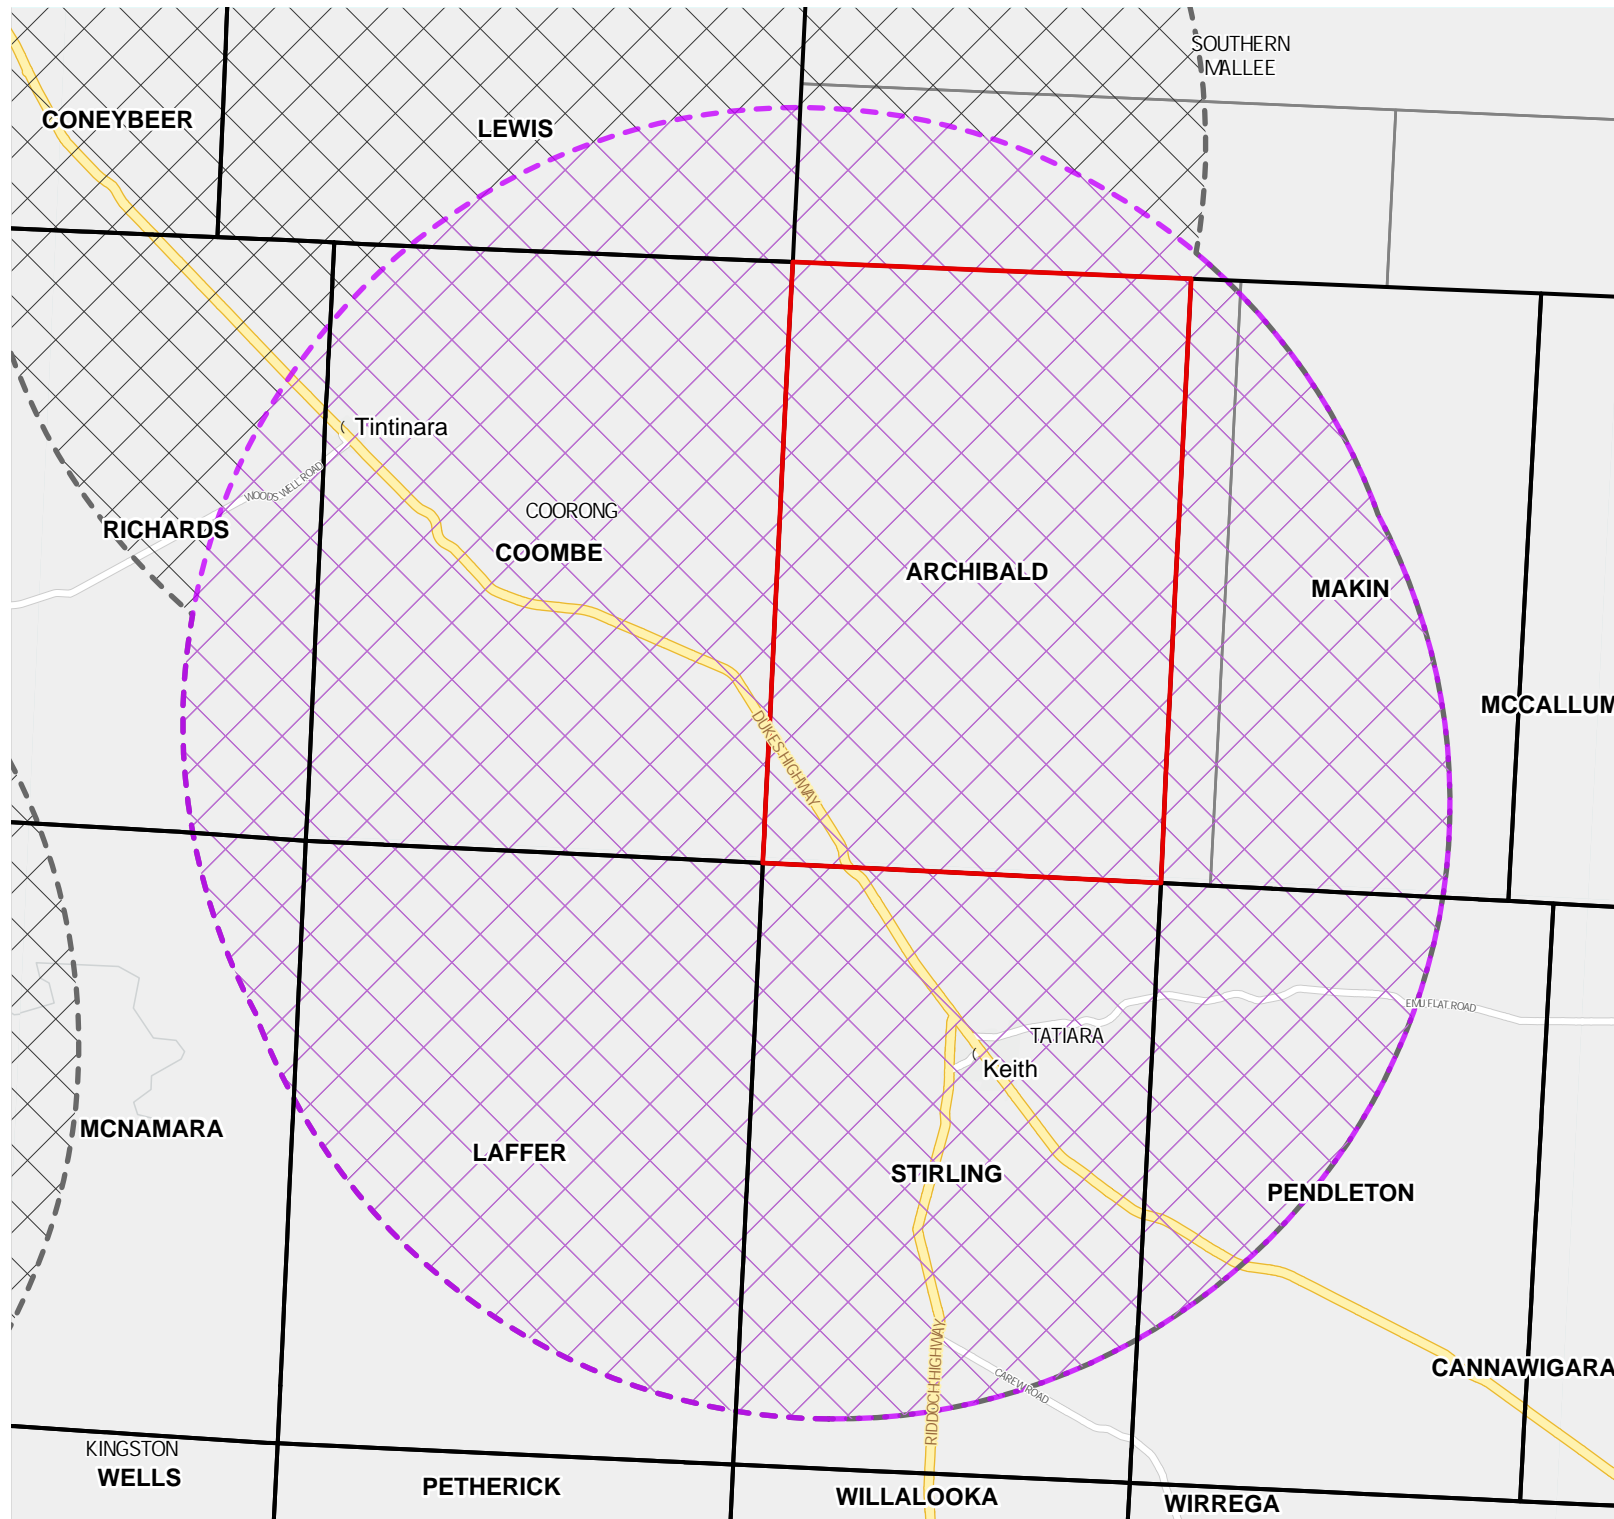 SOUTHERN
MALLEE
CONEYBEER
LEWIS
Tintinara
WOODS WELL ROAD
COORONG
RICHARDS
COOMBE
ARCHIBALD
MAKIN
MCCALLUM
DUKES HIGHWAY
EMU FLAT ROAD
TATIARA
Keith
MCNAMARA
LAFFER
STIRLING
PENDLETON
RIDDOCH HIGHWAY
CAREW ROAD
CANNAWIGARA
KINGSTON
WELLS
PETHERICK
WILLALOOKA
WIRREGA